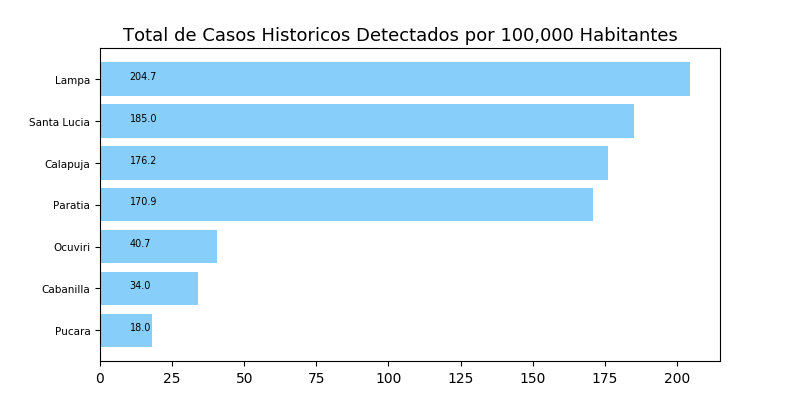 Total de Casos Historicos Detectados por 100,000 Habitantes
Lampa 204.7
Santa Lucia 185.0
Calapuja 176.2
Paratia 170.9
Ocuviri 40.7
Cabanilla 34.0
Pucara 18.0
0 25 50 75 100 125 150 175 200